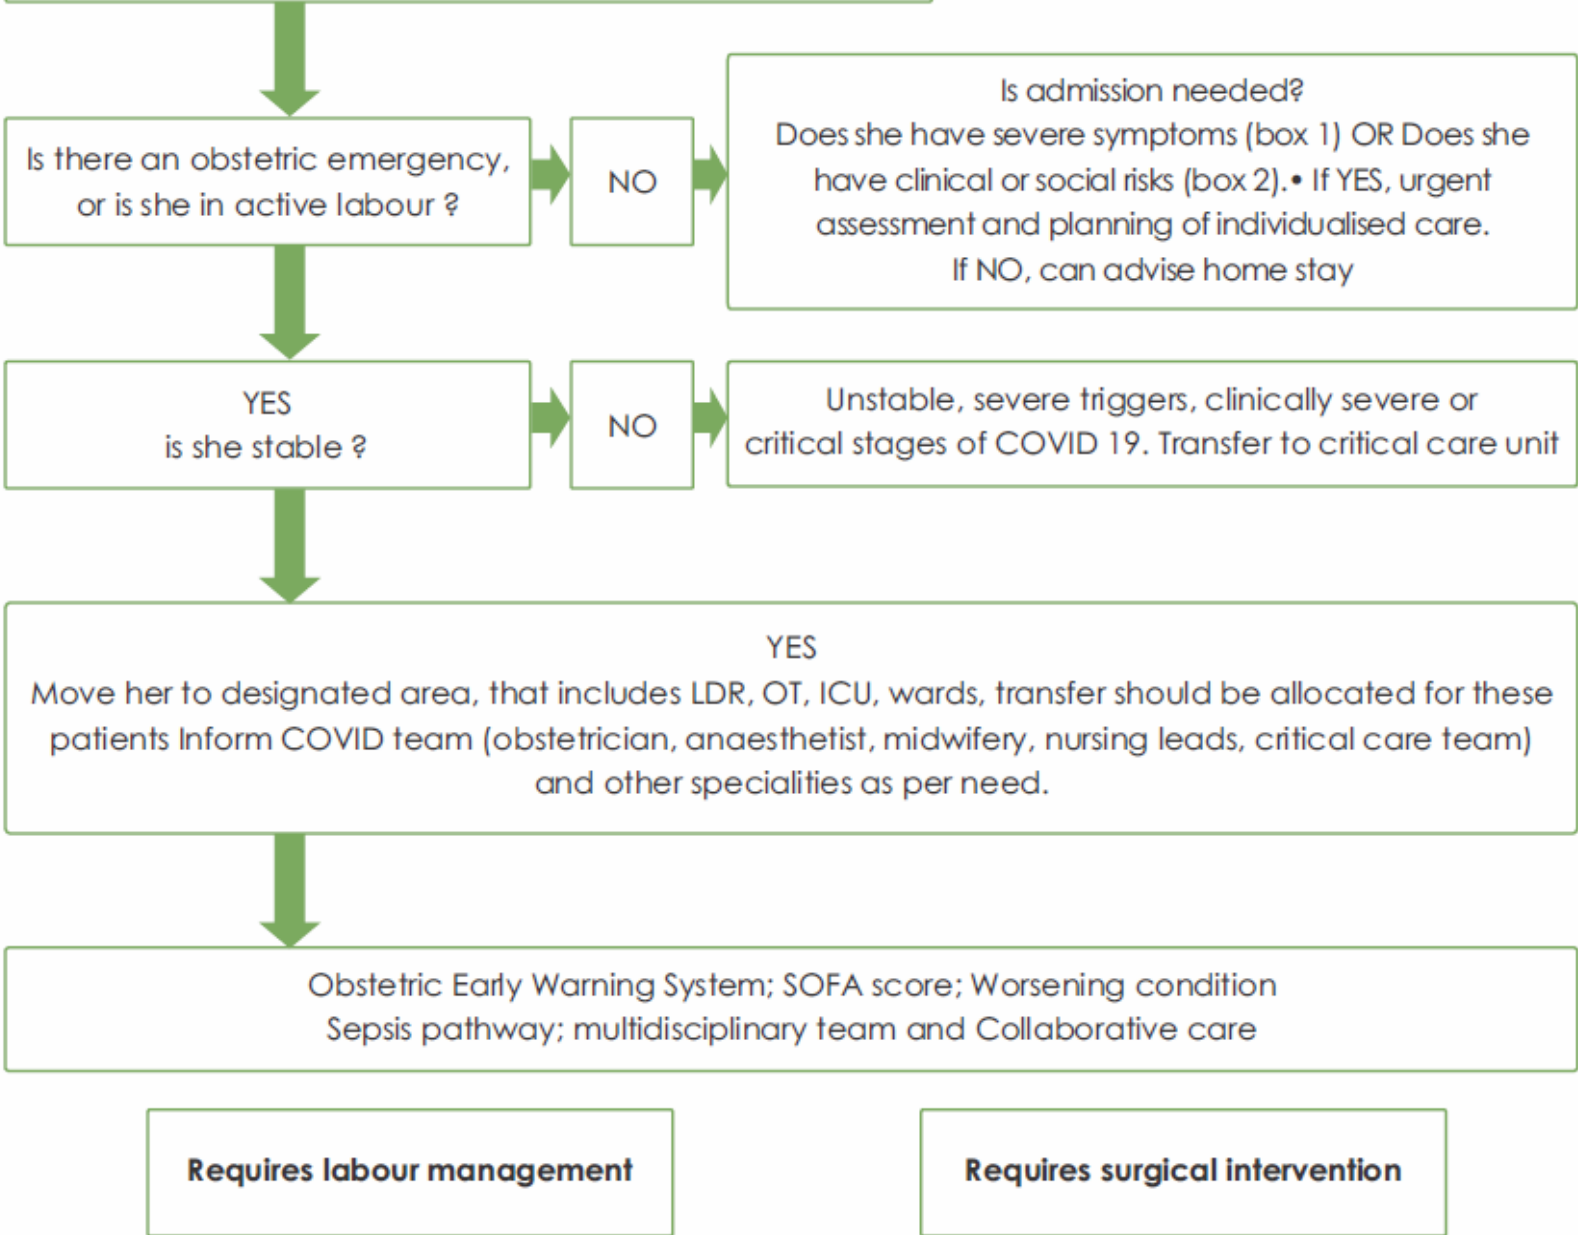 Is there an obstetric emergency,
or is she in active labour ?
NO
Is admission needed?
Does she have severe symptoms (box 1) OR Does she
have clinical or social risks (box 2).• If YES, urgent
assessment and planning of individualised care.
If NO, can advise home stay
YES
is she stable ?
NO
Unstable, severe triggers, clinically severe or
critical stages of COVID 19. Transfer to critical care unit
YES
Move her to designated area, that includes LDR, OT, ICU, wards, transfer should be allocated for these
patients Inform COVID team (obstetrician, anaesthetist, midwifery, nursing leads, critical care team)
and other specialities as per need.
Obstetric Early Warning System; SOFA score; Worsening condition
Sepsis pathway; multidisciplinary team and Collaborative care
Requires labour management
Requires surgical intervention